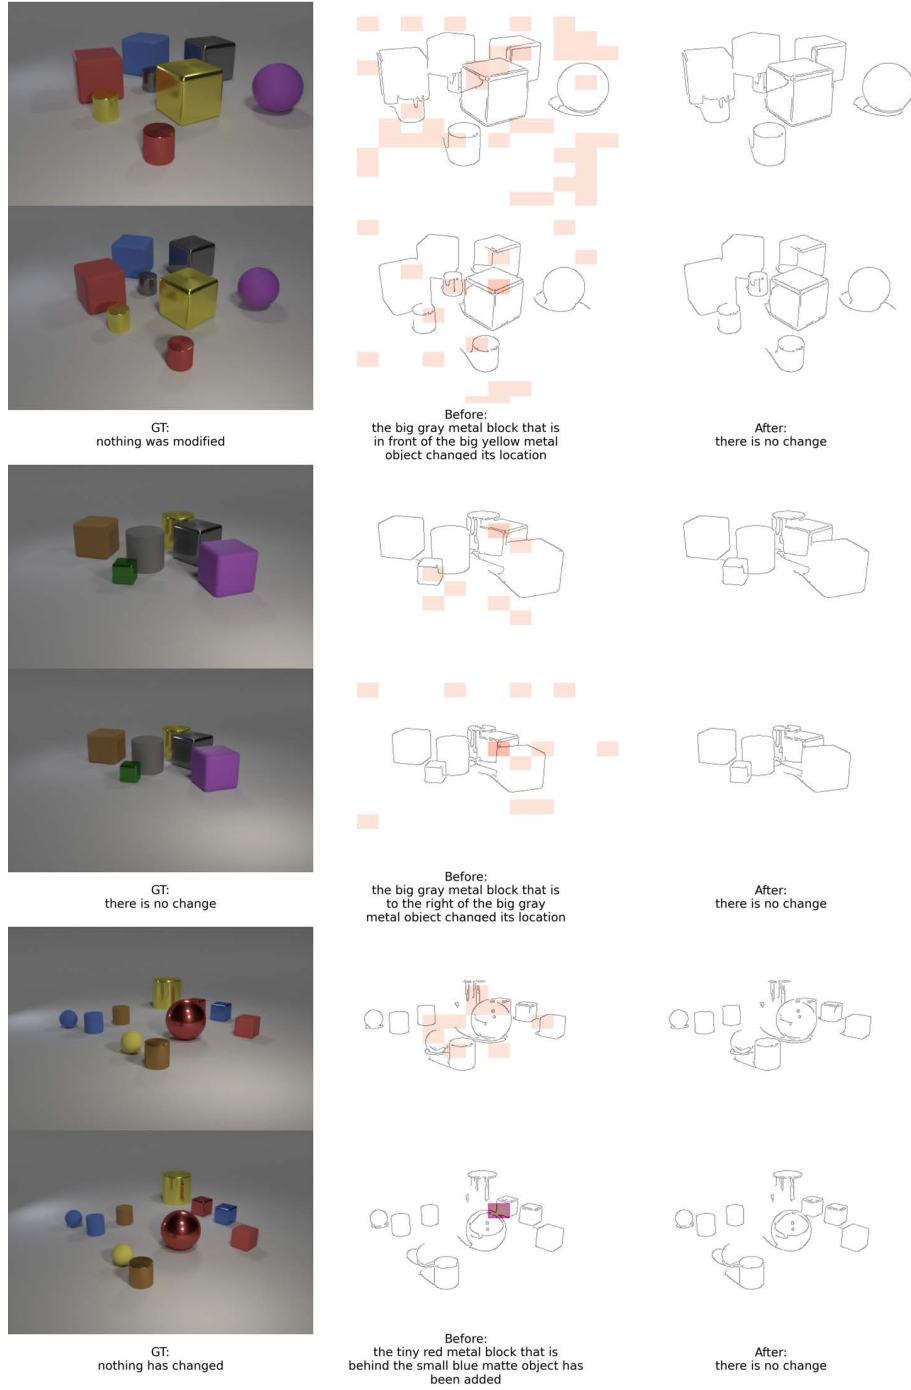 GT:
nothing was modified
Before:
the big gray metal block that is
in front of the big yellow metal
object changed its location
After:
there is no change
GT:
there is no change
Before:
the big gray metal block that is
to the right of the big gray
metal object changed its location
After:
there is no change
GT:
nothing has changed
Before:
the tiny red metal block that is
behind the small blue matte object has
been added
After:
there is no change